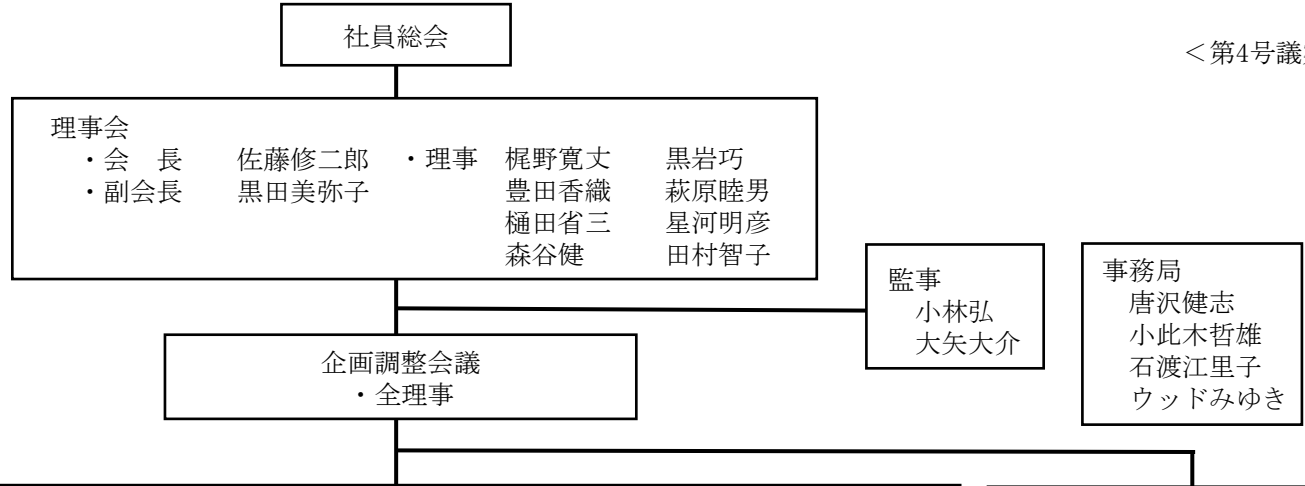 社員総会
＜第4号議
理事会
・会　長　佐藤修二郎　・理事　梶野寛丈　黒岩巧
・副会長　黒田美弥子　豊田香織　萩原睦男
樋田省三　星河明彦
森谷健　田村智子
監事
小林弘
大矢大介
事務局
唐沢健志
小此木哲雄
石渡江里子
ウッドみゆき
企画調整会議
・全理事